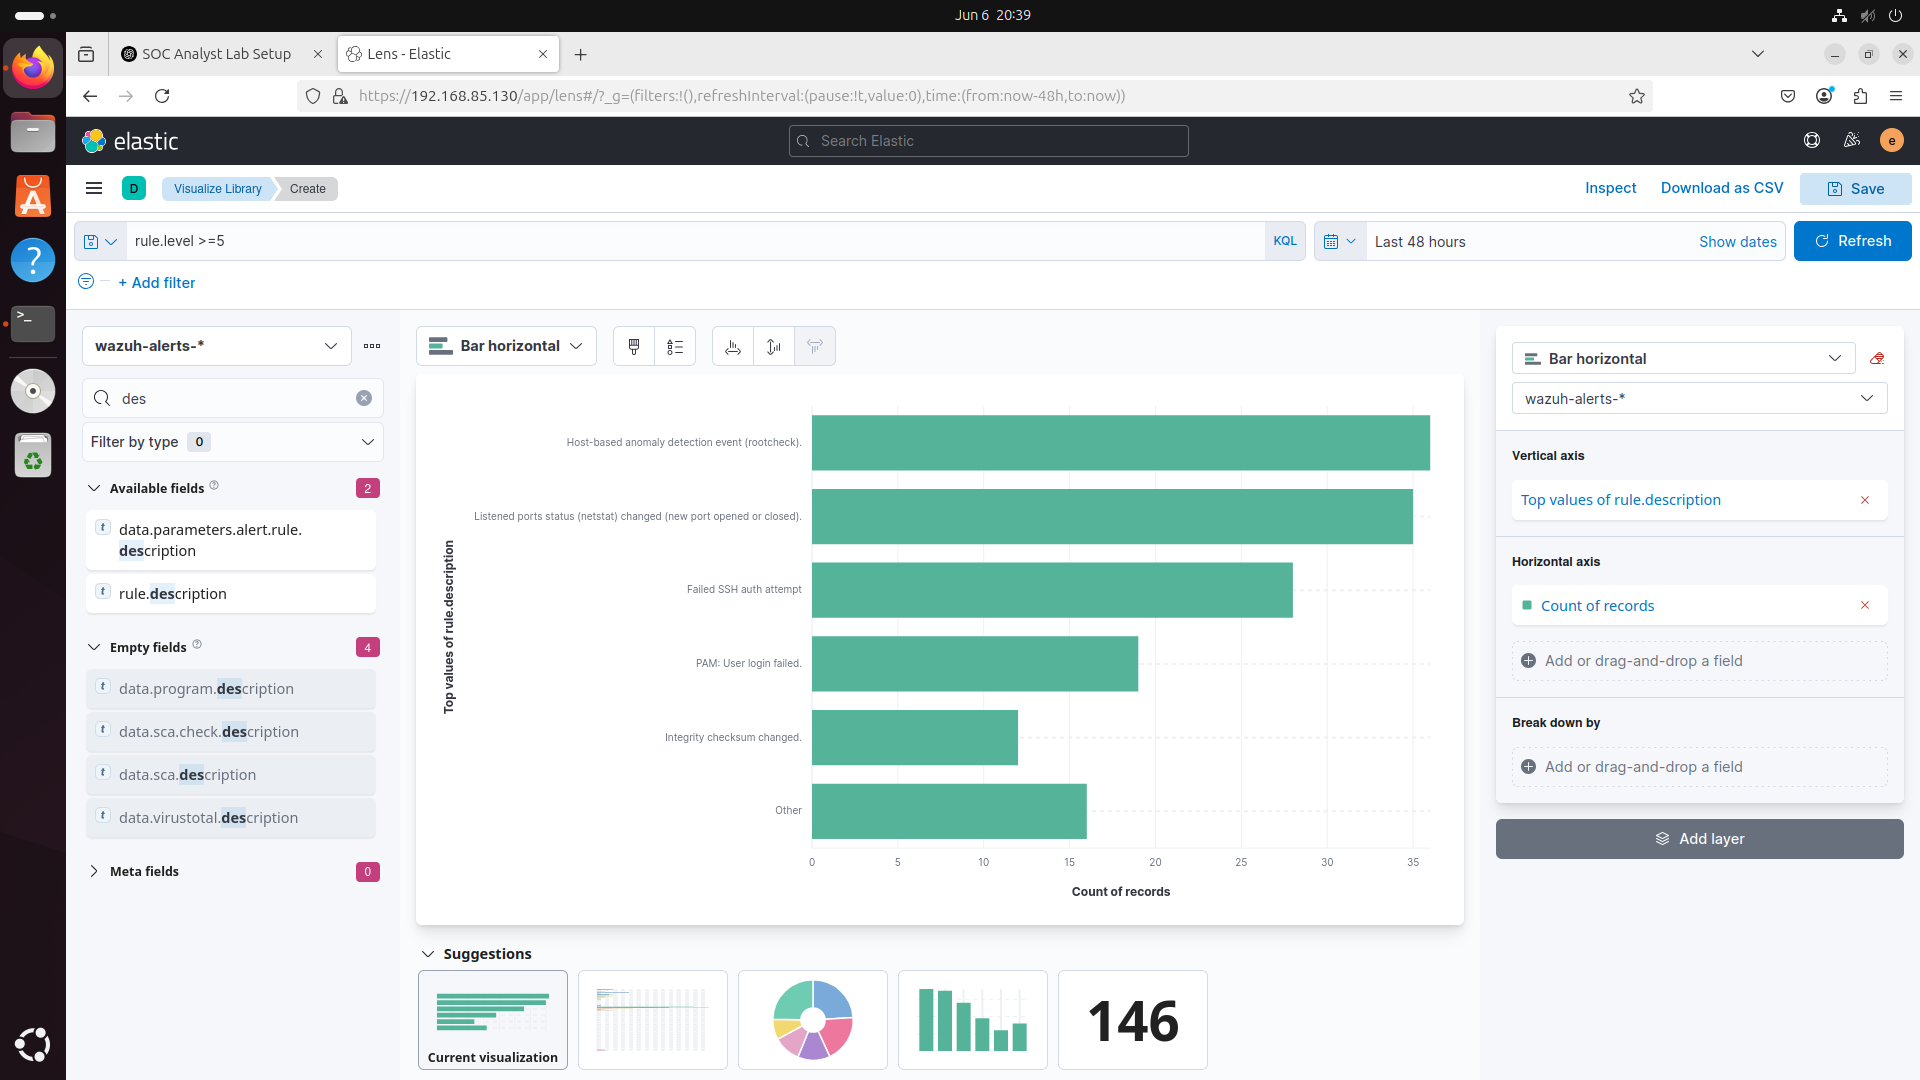 Jun 6 20:39
SOC Analyst Lab Setup
Lens - Elastic
https://192.168.85.130/app/lens#/?_g=(filters:!(),refreshInterval:(pause:!t,value:0),time:(from:now-48h,to:now))
elastic
Search Elastic
e
D
Visualize Library
Create
Inspect
Download as CSV
Save
rule.level >=5
KQL
Last 48 hours
Show dates
Refresh
+ Add filter
wazuh-alerts-*
des
Filter by type 0
Available fields
2
t
data.parameters.alert.rule.
description
t
rule.description
Empty fields
4
t
data.program.description
t
data.sca.check.description
t
data.sca.description
t
data.virustotal.description
Meta fields
0
Bar horizontal
Top values of rule.description
Host-based anomaly detection event (rootcheck).
Listened ports status (netstat) changed (new port opened or closed).
Failed SSH auth attempt
PAM: User login failed.
Integrity checksum changed.
Other
0 5 10 15 20 25 30 35
Count of records
Suggestions
Current visualization
146
Bar horizontal
wazuh-alerts-*
Vertical axis
Top values of rule.description
Horizontal axis
Count of records
Add or drag-and-drop a field
Break down by
Add or drag-and-drop a field
Add layer